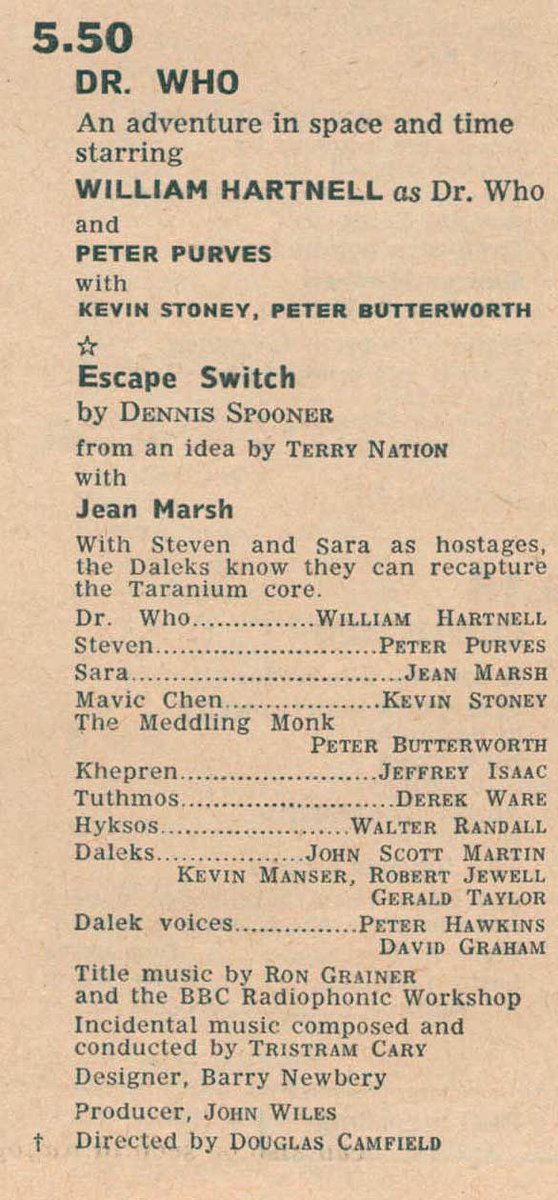 5.50
DR. WHO
An adventure in space and time
starring
WILLIAM HARTNELL as Dr. Who
and
PETER PURVES
with
KEVIN STONEY, PETER BUTTERWORTH
☆
Escape Switch
by DENNIS SPOONER
from an idea by TERRY NATION
with
Jean Marsh
With Steven and Sara as hostages,
the Daleks know they can recapture
the Taranium core.
Dr. Who...............WILLIAM HARTNELL
Steven...........................PETER PURVES
Sara.................................JEAN MARSH
Mavic Chen...................KEVIN STONEY
The Meddling Monk
PETER BUTTERWORTH
Khepren........................JEFFREY ISAAC
Tuthmos..........................DEREK WARE
Hyksos.......................WALTER RANDALL
Daleks..................JOHN SCOTT MARTIN
KEVIN MANSER, ROBERT JEWELL
GERALD TAYLOR
Dalek voices...............PETER HAWKINS
DAVID GRAHAM
Title music by RON GRAINER
and the BBC Radiophonic Workshop
Incidental music composed and
conducted by TRISTRAM CARY
Designer, Barry Newbery
Producer, JOHN WILES
† Directed by DOUGLAS CAMFIELD